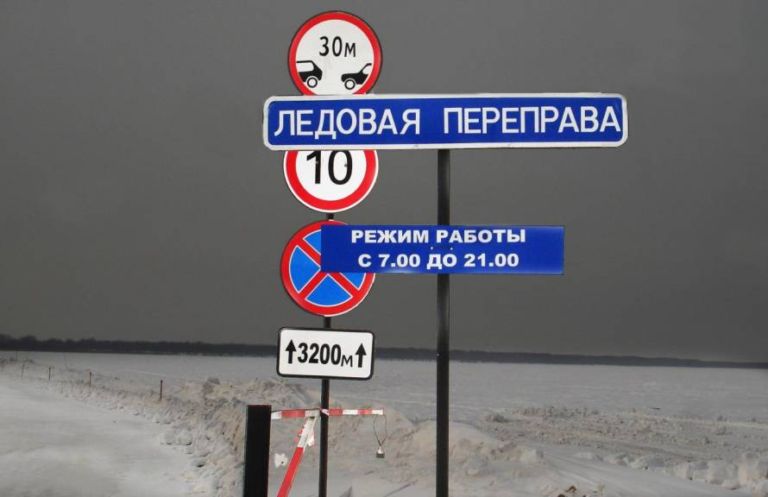 30м
ЛЕДОВАЯ ПЕРЕПРАВА
10
РЕЖИМ РАБОТЫ
С 7.00 ДО 21.00
3200м